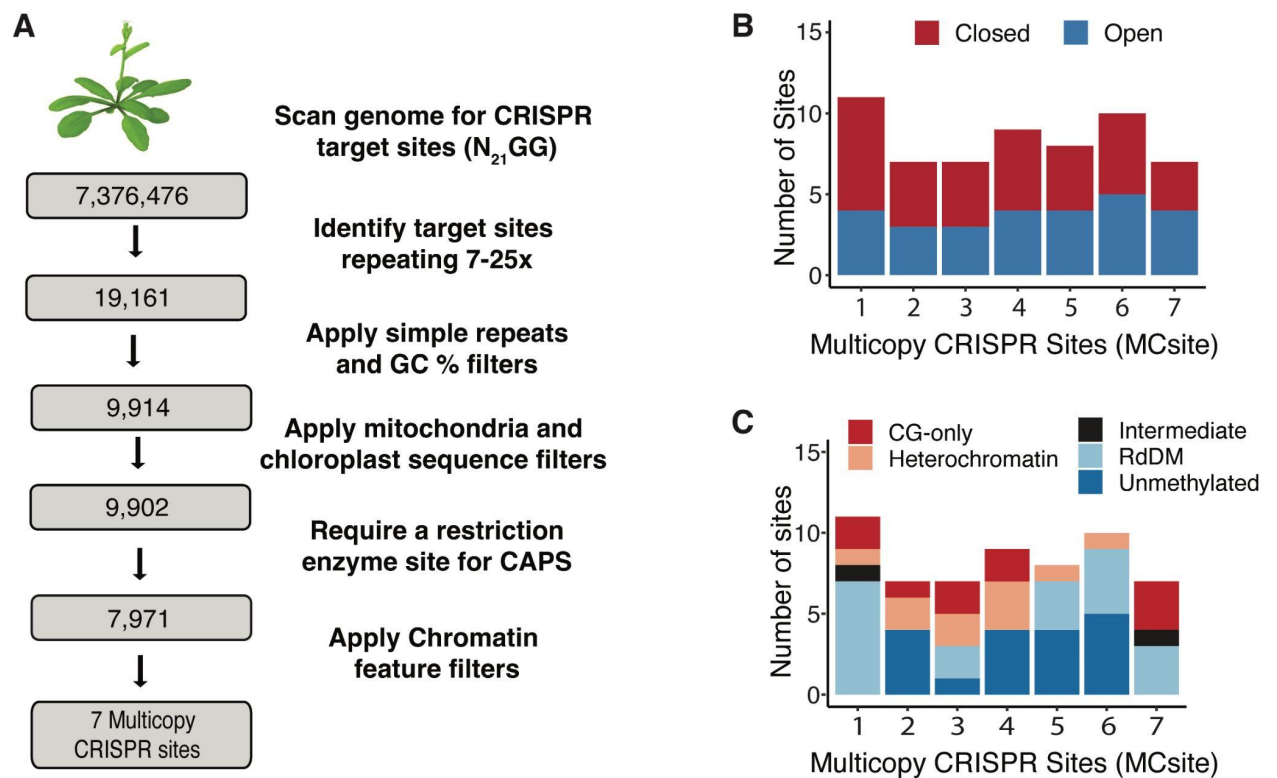 A
Scan genome for CRISPR
target sites (N21GG)
7,376,476
Identify target sites
repeating 7-25x
19,161
Apply simple repeats
and GC % filters
9,914
Apply mitochondria and
chloroplast sequence filters
9,902
Require a restriction
enzyme site for CAPS
7,971
Apply Chromatin
feature filters
7 Multicopy
CRISPR sites
B
Closed Open
Number of Sites
15
10
5
0
1 2 3 4 5 6 7
Multicopy CRISPR Sites (MCsite)
C
CG-only
Heterochromatin
Intermediate
RdDM
Unmethylated
Number of sites
15
10
5
0
1 2 3 4 5 6 7
Multicopy CRISPR Sites (MCsite)